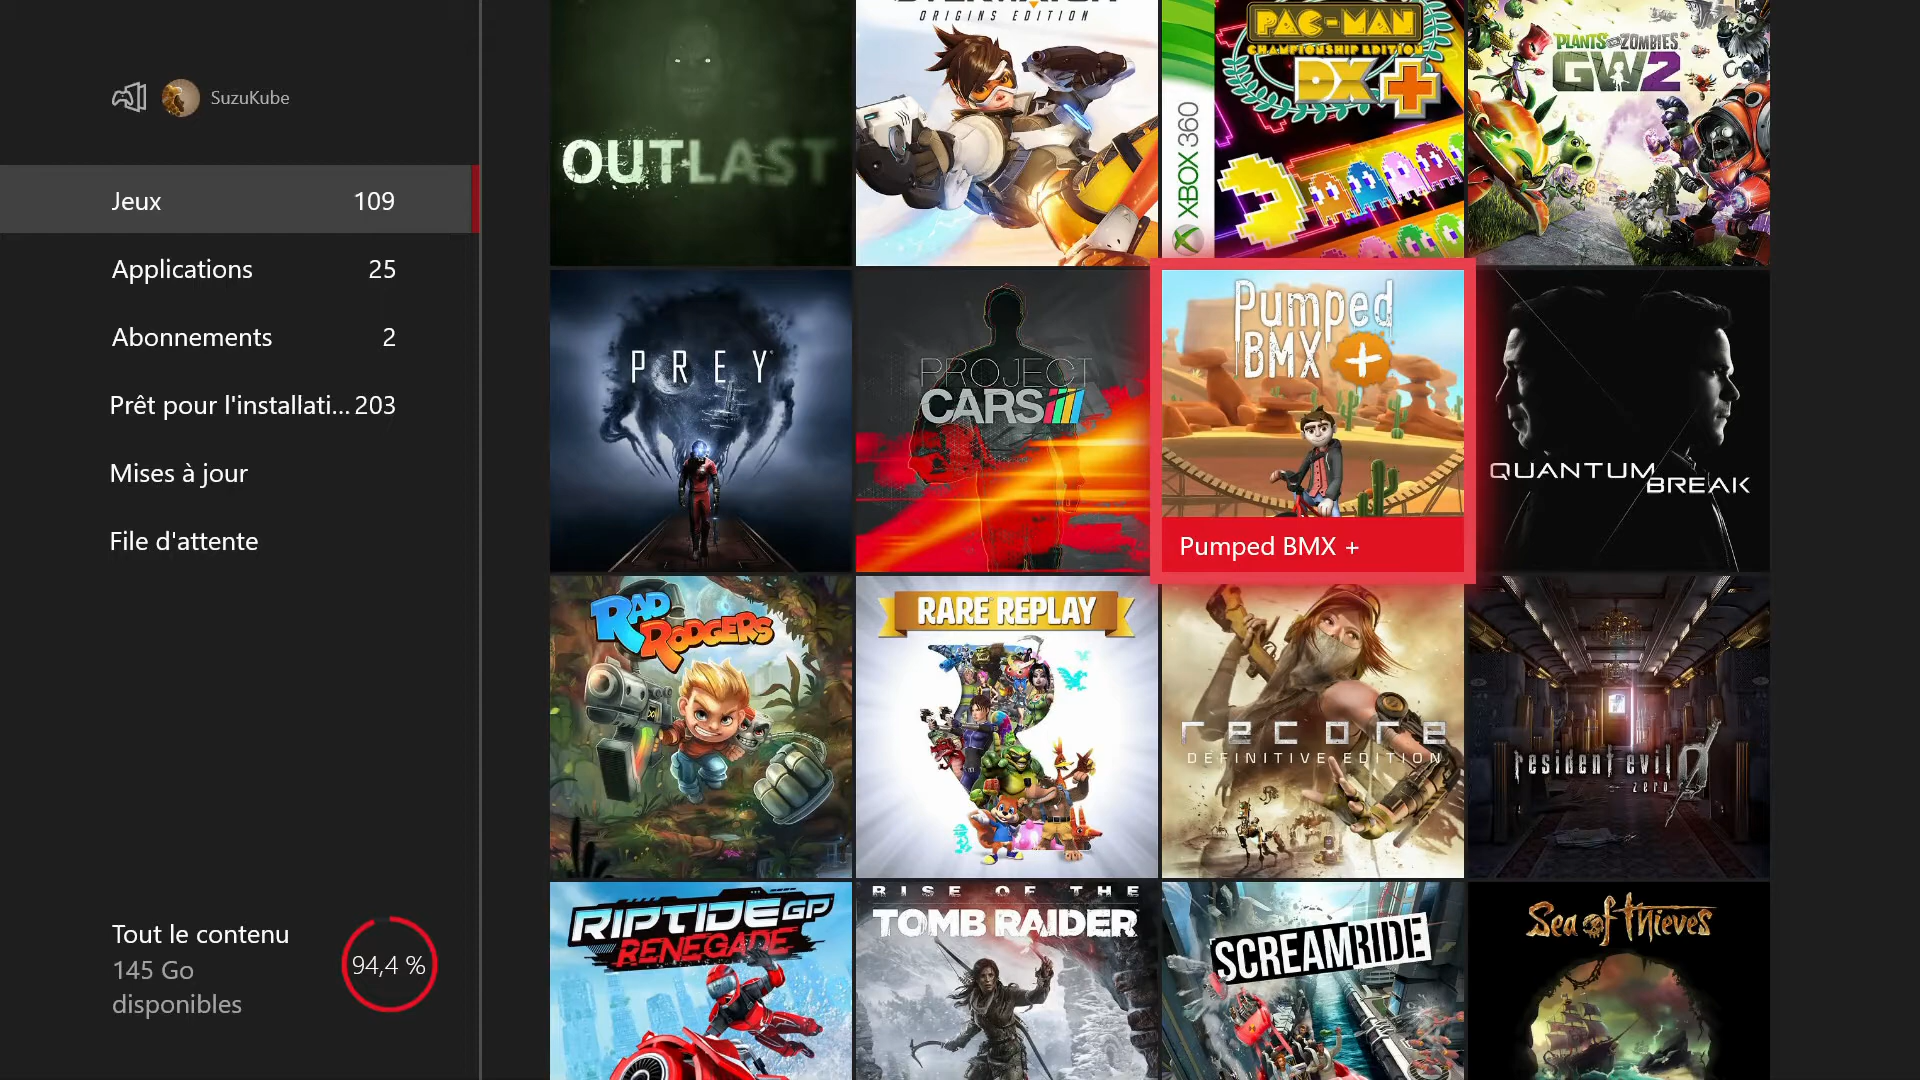 SuzuKube
Jeux 109
Applications 25
Abonnements 2
Prêt pour l'installati... 203
Mises à jour
File d'attente
Tout le contenu
145 Go
disponibles
94,4 %
OUTLAST
ORIGINS EDITION
XBOX 360
PAC-MAN
CHAMPIONSHIP EDITION
DX+
PLANTS VS. ZOMBIES
GW2
PREY
PROJECT
CARS
Pumped
BMX +
Pumped BMX +
QUANTUM
BREAK
RAD
RODGERS
RARE REPLAY
recore
DEFINITIVE EDITION
resident evil 0
zero
RIPTIDE GP
RENEGADE
RISE OF THE
TOMB RAIDER
SCREAMRIDE
Sea of Thieves